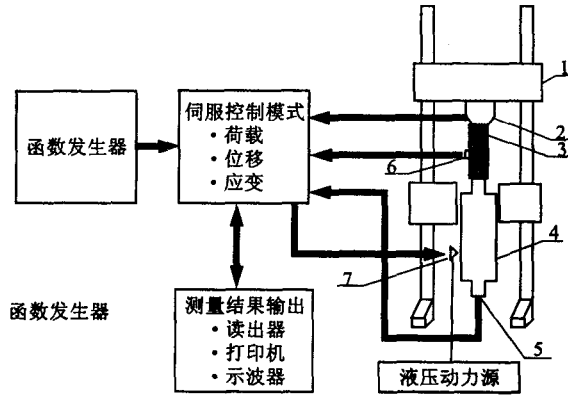 函数发生器
伺服控制模式
·荷载
·位移
·应变
1
2
3
6
4
7
5
函数发生器
测量结果输出
·读出器
·打印机
·示波器
液压动力源